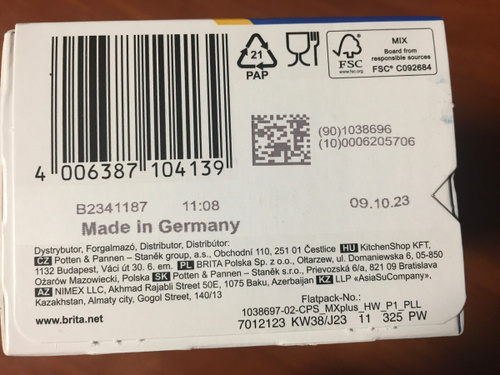 21
PAP
FSC
www.fsc.org
MIX
Board from
responsible sources
FSC® C092684
4 006387 104139
(90)1038696
(10)0006205706
B2341187 11:08 09.10.23
Made in Germany
Dystrybutor, Forgalmazó, Distributor, Distribútor:
CZ Potten & Pannen – Staněk group, a.s., Obchodní 110, 251 01 Čestlice HU KitchenShop KFT,
1132 Budapest, Váci út 30. 6. em. PL BRITA Polska Sp. z o.o., Ołtarzew, ul. Domaniewska 6, 05-850
Ożarów Mazowiecki, Polska SK Potten & Pannen – Staněk s.r.o., Prievozská 6/a, 821 09 Bratislava
AZ NIMEX LLC, Akhmad Rajabli Street 50E, 1075 Baku, Azerbaijan KZ LLP «AsiaSuCompany»,
Kazakhstan, Almaty city, Gogol Street, 140/13
www.brita.net
Flatpack-No.:
1038697-02-CPS_MXplus_HW_P1_PLL
7012123 KW38/J23 11 325 PW